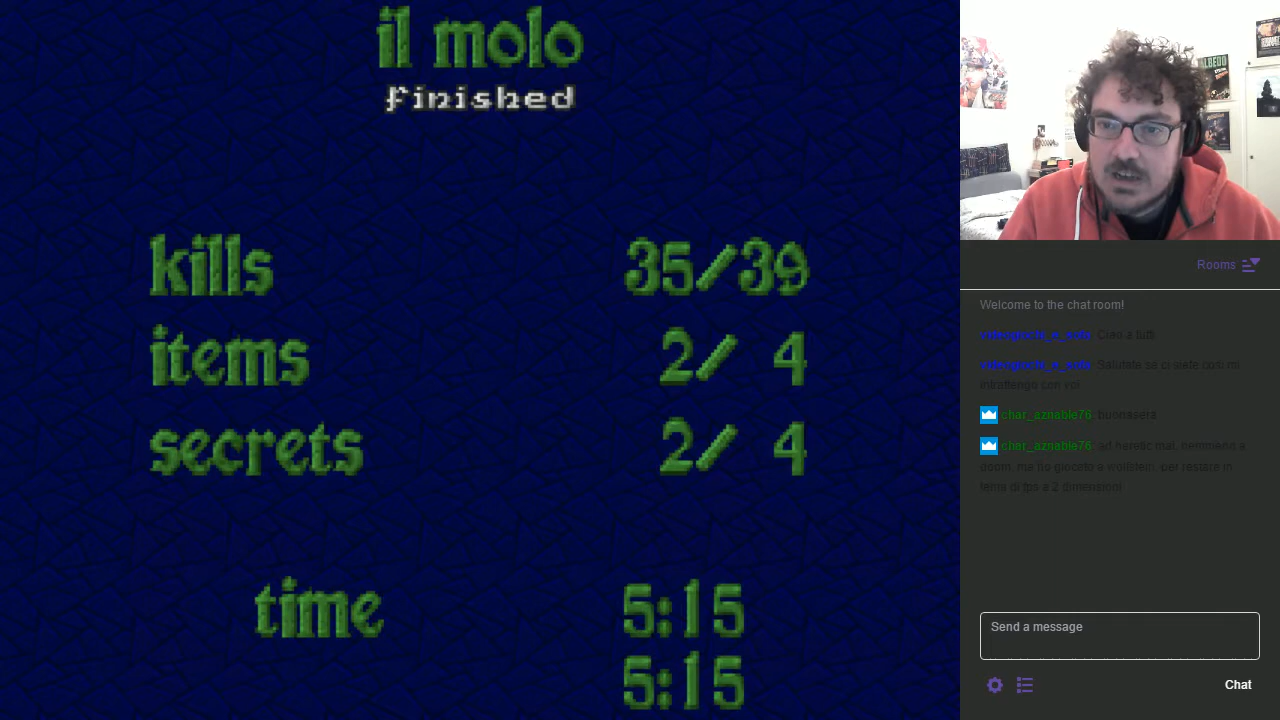 il molo
finished
kills 35/39
items 2/ 4
secrets 2/ 4
time 5:15
5:15
ALBEDO
Rooms
Welcome to the chat room!
Ciao a tutti
Salutate se ci siete così mi
intrattengo con voi
char_aznable76 buonasera
char_aznable76 ad heretic mai, nemmeno a
doom, ma ho giocato a wolfstein, per restare in
tema di fps a 2 dimensioni
Send a message
Chat